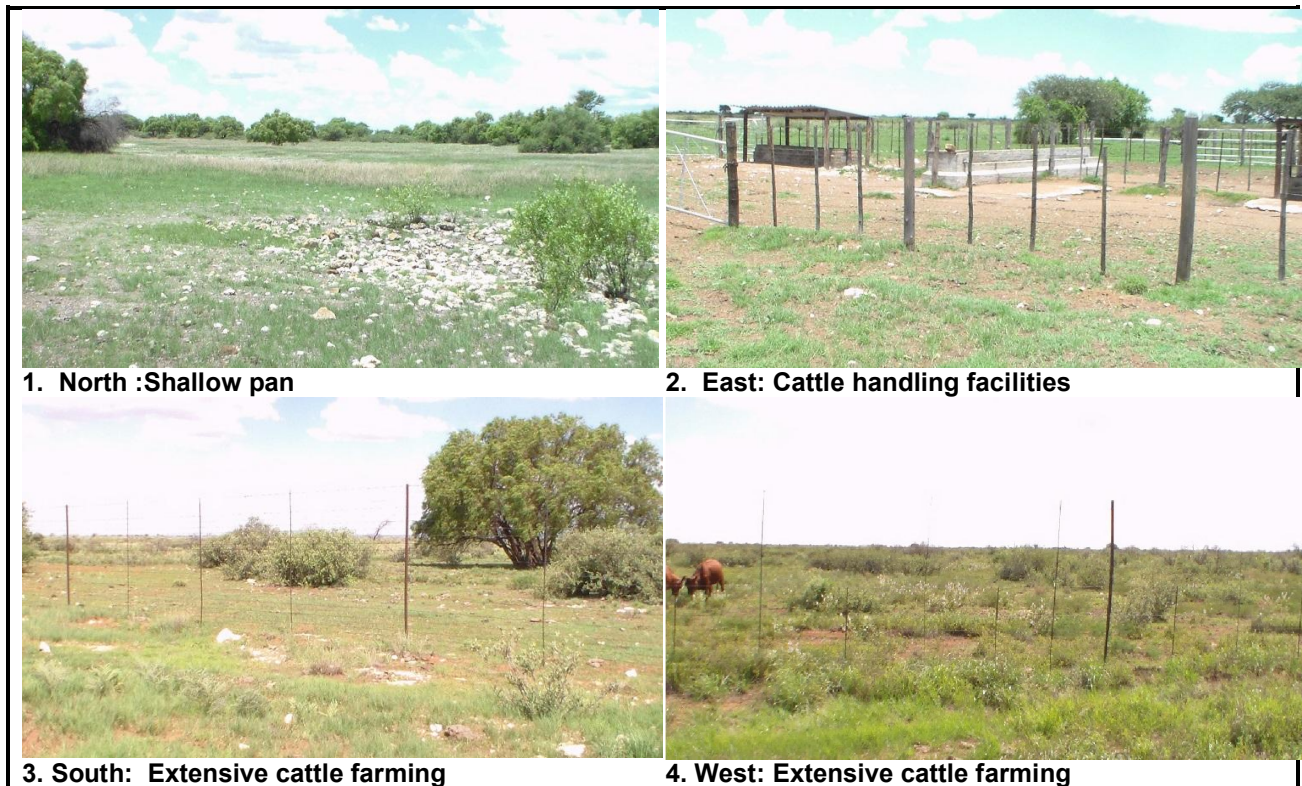 1. North :Shallow pan
2. East: Cattle handling facilities
3. South: Extensive cattle farming
4. West: Extensive cattle farming